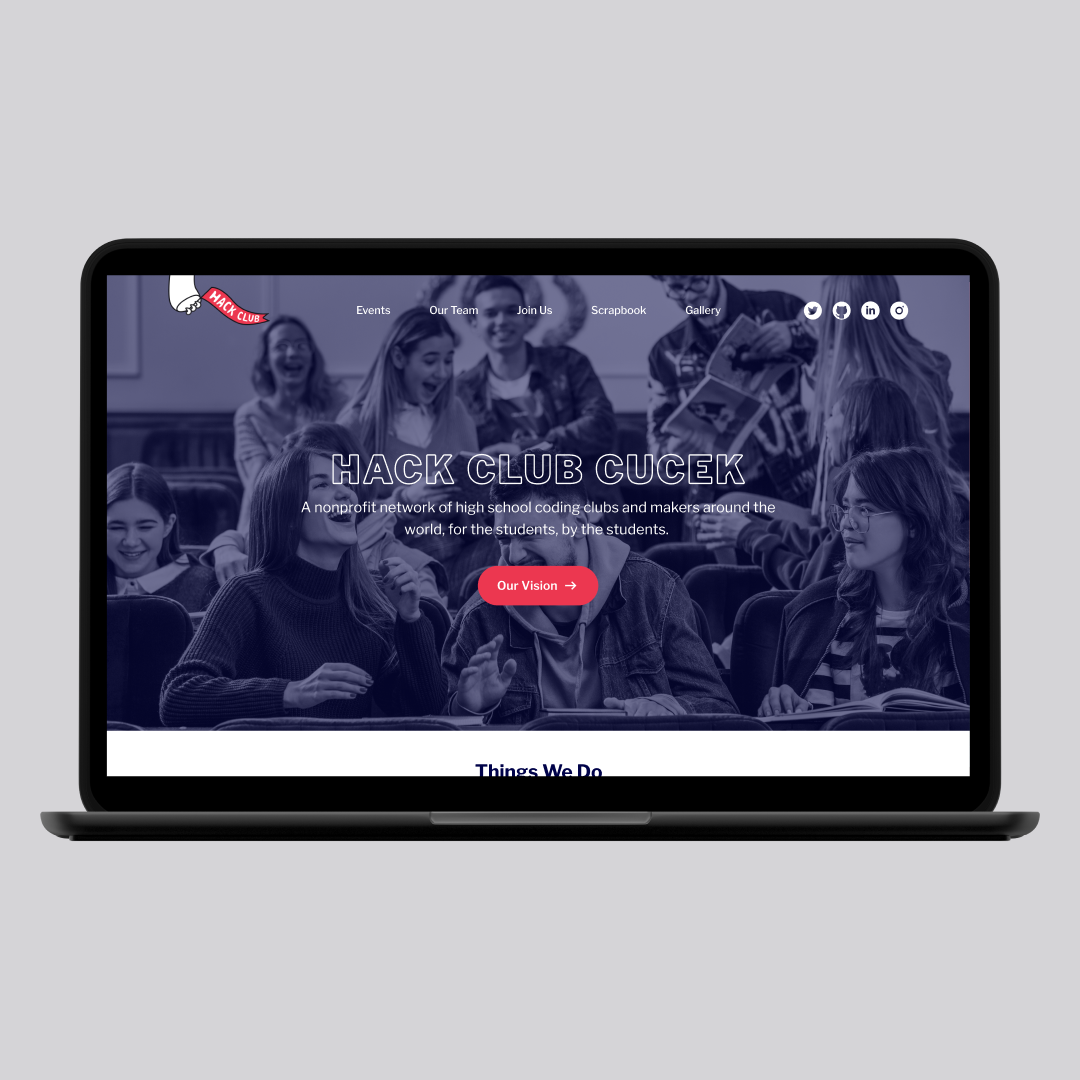 HACK CLUB
Events Our Team Join Us Scrapbook Gallery
HACK CLUB CUCEK
A nonprofit network of high school coding clubs and makers around the
world, for the students, by the students.
Our Vision →
Things We Do